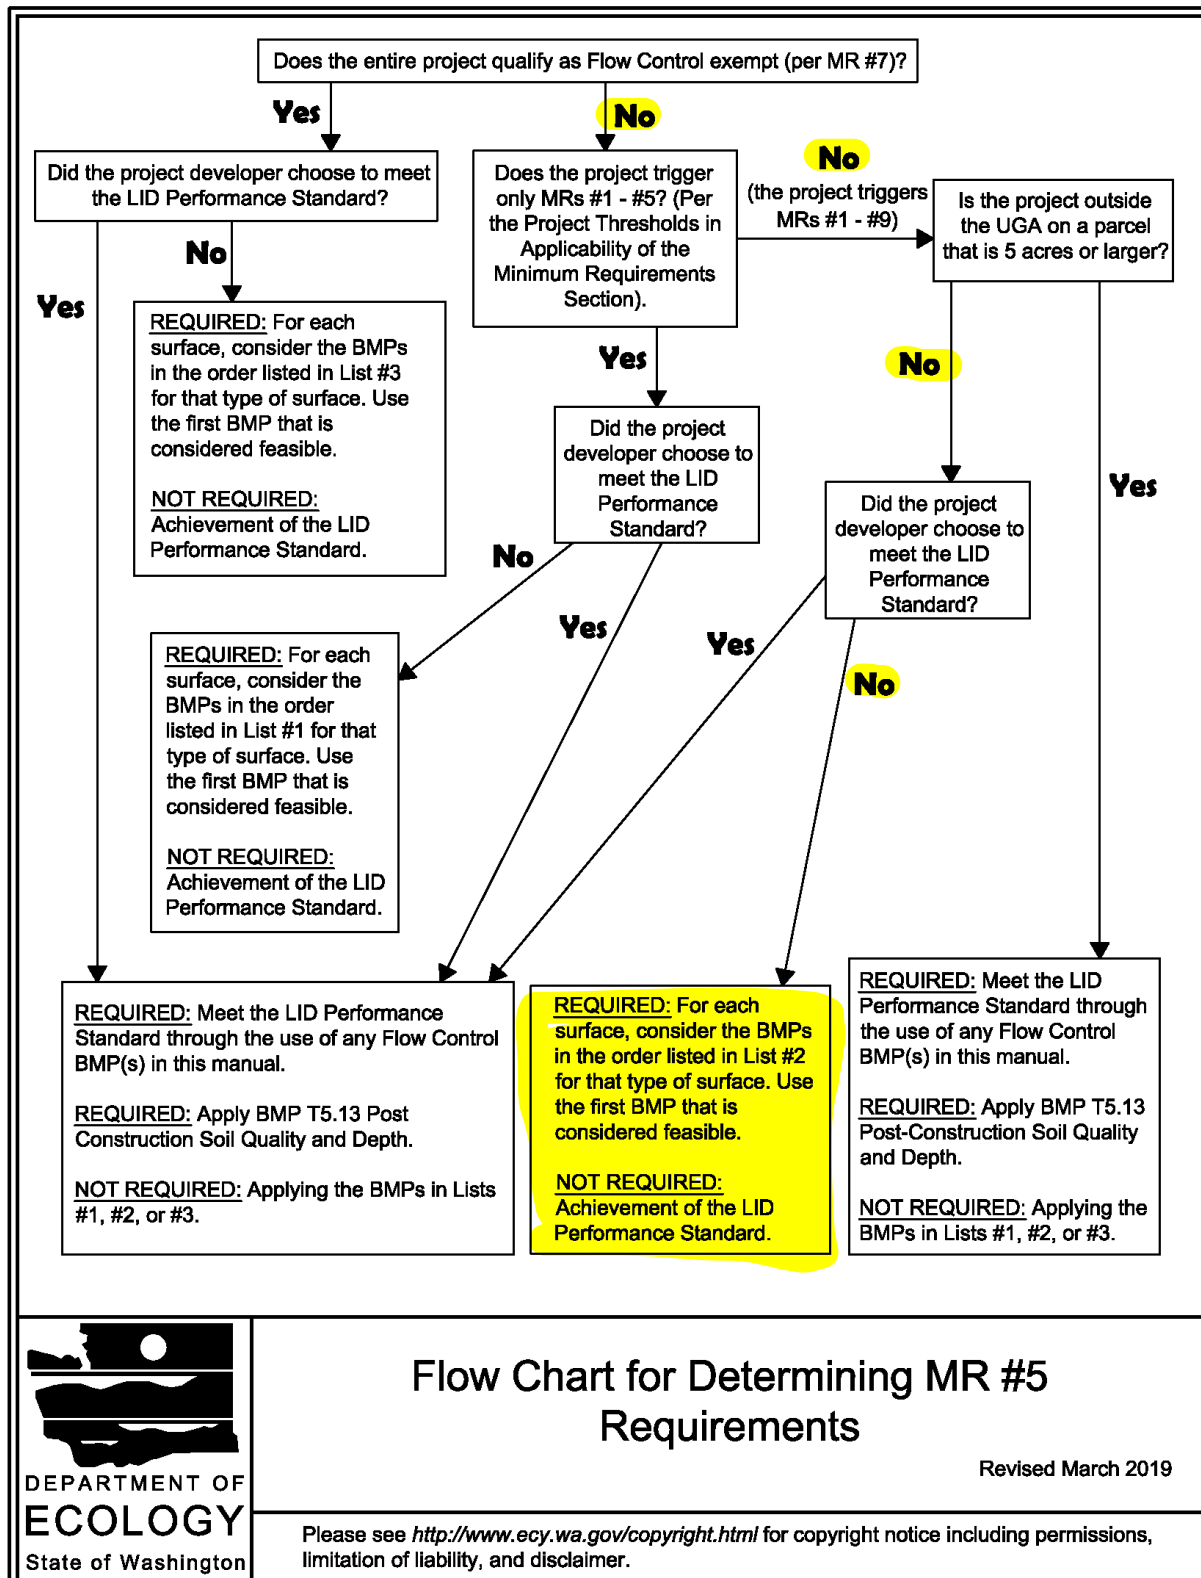 Does the entire project qualify as Flow Control exempt (per MR #7)?
Yes
No
Did the project developer choose to meet
the LID Performance Standard?
Does the project trigger
only MRs #1 - #5? (Per
the Project Thresholds in
Applicability of the
Minimum Requirements
Section).
No
(the project triggers
MRs #1 - #9)
Is the project outside
the UGA on a parcel
that is 5 acres or larger?
No
Yes
REQUIRED: For each
surface, consider the BMPs
in the order listed in List #3
for that type of surface. Use
the first BMP that is
considered feasible.
NOT REQUIRED:
Achievement of the LID
Performance Standard.
Yes
No
Yes
Did the project
developer choose to
meet the LID
Performance
Standard?
Did the project
developer choose to
meet the LID
Performance
Standard?
No
Yes
Yes
No
REQUIRED: For each
surface, consider the
BMPs in the order
listed in List #1 for that
type of surface. Use
the first BMP that is
considered feasible.
NOT REQUIRED:
Achievement of the LID
Performance Standard.
REQUIRED: Meet the LID Performance
Standard through the use of any Flow Control
BMP(s) in this manual.
REQUIRED: Apply BMP T5.13 Post
Construction Soil Quality and Depth.
NOT REQUIRED: Applying the BMPs in Lists
#1, #2, or #3.
REQUIRED: For each
surface, consider the BMPs
in the order listed in List #2
for that type of surface. Use
the first BMP that is
considered feasible.
NOT REQUIRED:
Achievement of the LID
Performance Standard.
REQUIRED: Meet the LID
Performance Standard through
the use of any Flow Control
BMP(s) in this manual.
REQUIRED: Apply BMP T5.13
Post-Construction Soil Quality
and Depth.
NOT REQUIRED: Applying the
BMPs in Lists #1, #2, or #3.
DEPARTMENT OF
ECOLOGY
State of Washington
Flow Chart for Determining MR #5
Requirements
Revised March 2019
Please see http://www.ecy.wa.gov/copyright.html for copyright notice including permissions,
limitation of liability, and disclaimer.